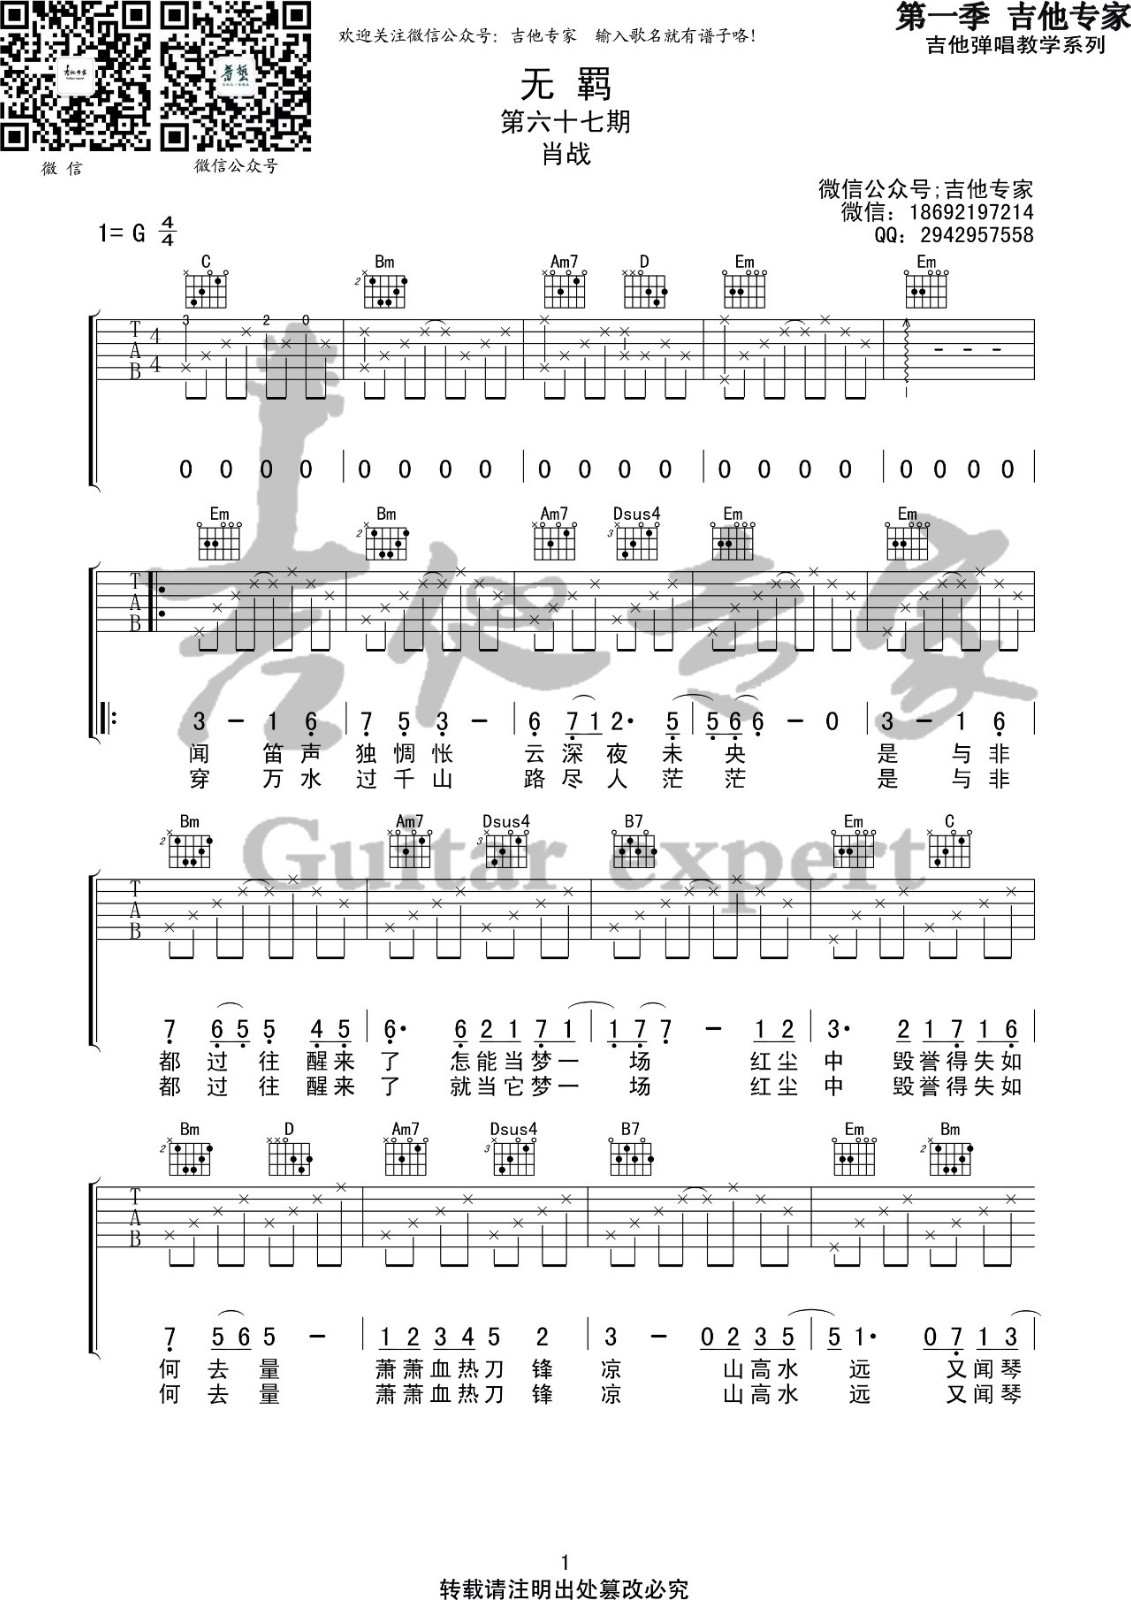 欢迎关注微信公众号：吉他专家　输入歌名就有谱子咯！
第一季 吉他专家
吉他弹唱教学系列
微 信
微信公众号
无 羁
第六十七期
肖战
微信公众号;吉他专家
微信：18692197214
QQ：2942957558
1= G 4/4
C Bm Am7 D Em Em
3 2 0
0 0 0 0 | 0 0 0 0 | 0 0 0 0 | 0 0 0 0 | 0 0 0 0
Em Bm Am7 Dsus4 Em Em
3 – 1 6 | 7 5 3 – | 6 7 1 2· 5 | 5 6 6 – 0 | 3 – 1 6
闻 笛 声 独 惆 怅 云 深 夜 未 央 是 与 非
穿 万 水 过 千 山 路 尽 人 茫 茫 是 与 非
Bm Am7 Dsus4 B7 Em C
7 6 5 5 4 5 | 6· 6 2 1 7 1 | 1 7 7 – 1 2 | 3· 2 1 7 1 6
都 过 往 醒 来 了 怎 能 当 梦 一 场 红 尘 中 毁 誉 得 失 如
都 过 往 醒 来 了 就 当 它 梦 一 场 红 尘 中 毁 誉 得 失 如
Bm D Am7 Dsus4 B7 Em Bm
7 5 6 5 – | 1 2 3 4 5 2 | 3 – 0 2 3 5 | 5 1· 0 7 1 3
何 去 量 萧 萧 血 热 刀 锋 凉 山 高 水 远 又 闻 琴
何 去 量 萧 萧 血 热 刀 锋 凉 山 高 水 远 又 闻 琴
吉他专家
Guitar expert
1
转载请注明出处篡改必究